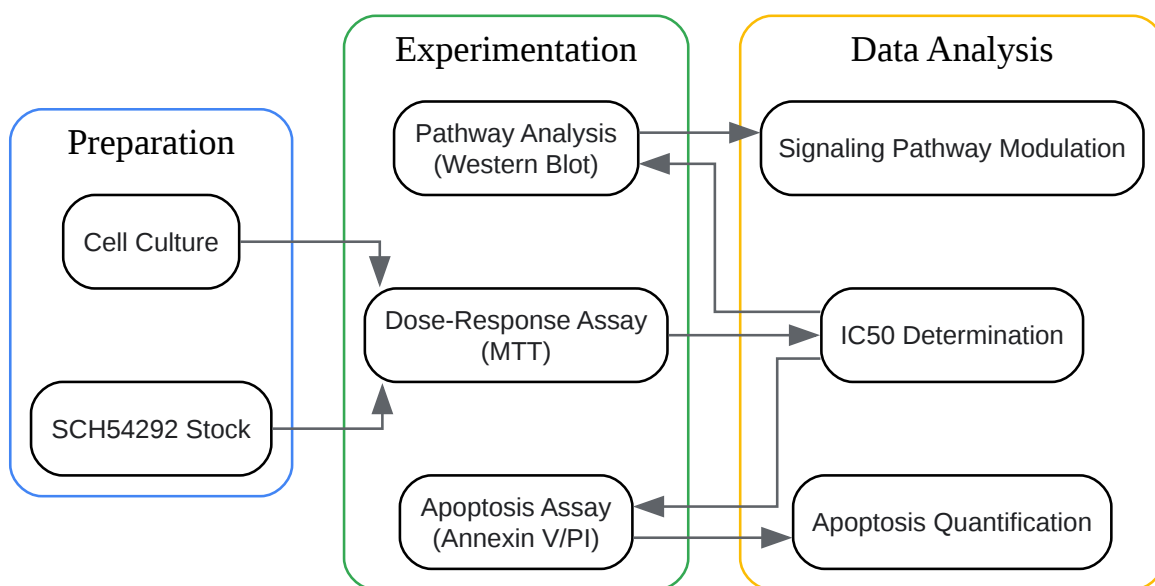 Preparation
Cell Culture
SCH54292 Stock
Experimentation
Pathway Analysis
(Western Blot)
Dose-Response Assay
(MTT)
Apoptosis Assay
(Annexin V/PI)
Data Analysis
Signaling Pathway Modulation
IC50 Determination
Apoptosis Quantification